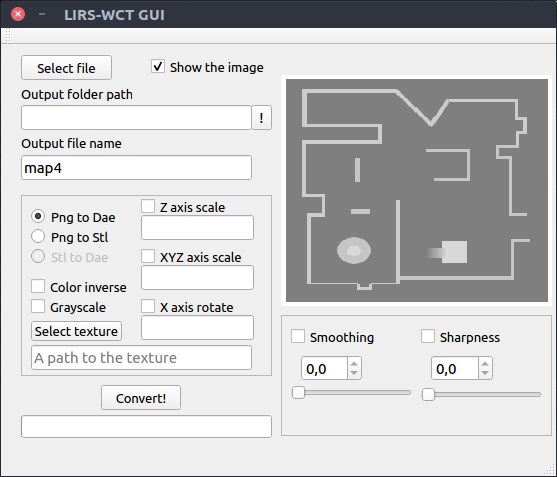 LIRS-WCT GUI
Select file
Show the image
Output folder path
!
Output file name
map4
Png to Dae
Z axis scale
Png to Stl
Stl to Dae
XYZ axis scale
Color inverse
Grayscale
X axis rotate
Select texture
A path to the texture
Convert!
Smoothing
Sharpness
0,0
0,0